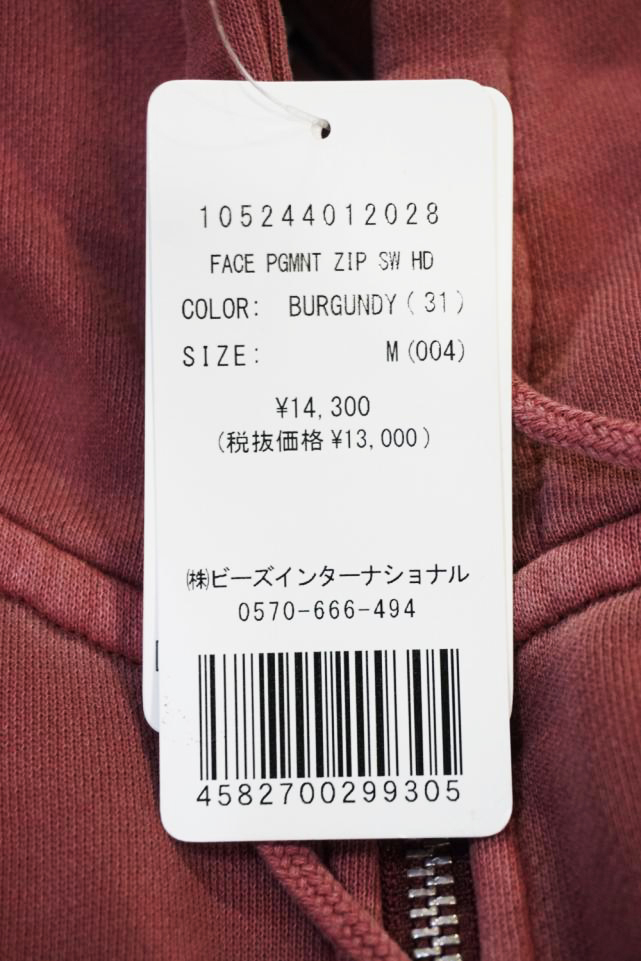 105244012028
FACE PGMNT ZIP SW HD
COLOR: BURGUNDY(31)
SIZE: M(004)
¥14,300
(税抜価格¥13,000)
㈱ビーズインターナショナル
0570-666-494
4582700299305